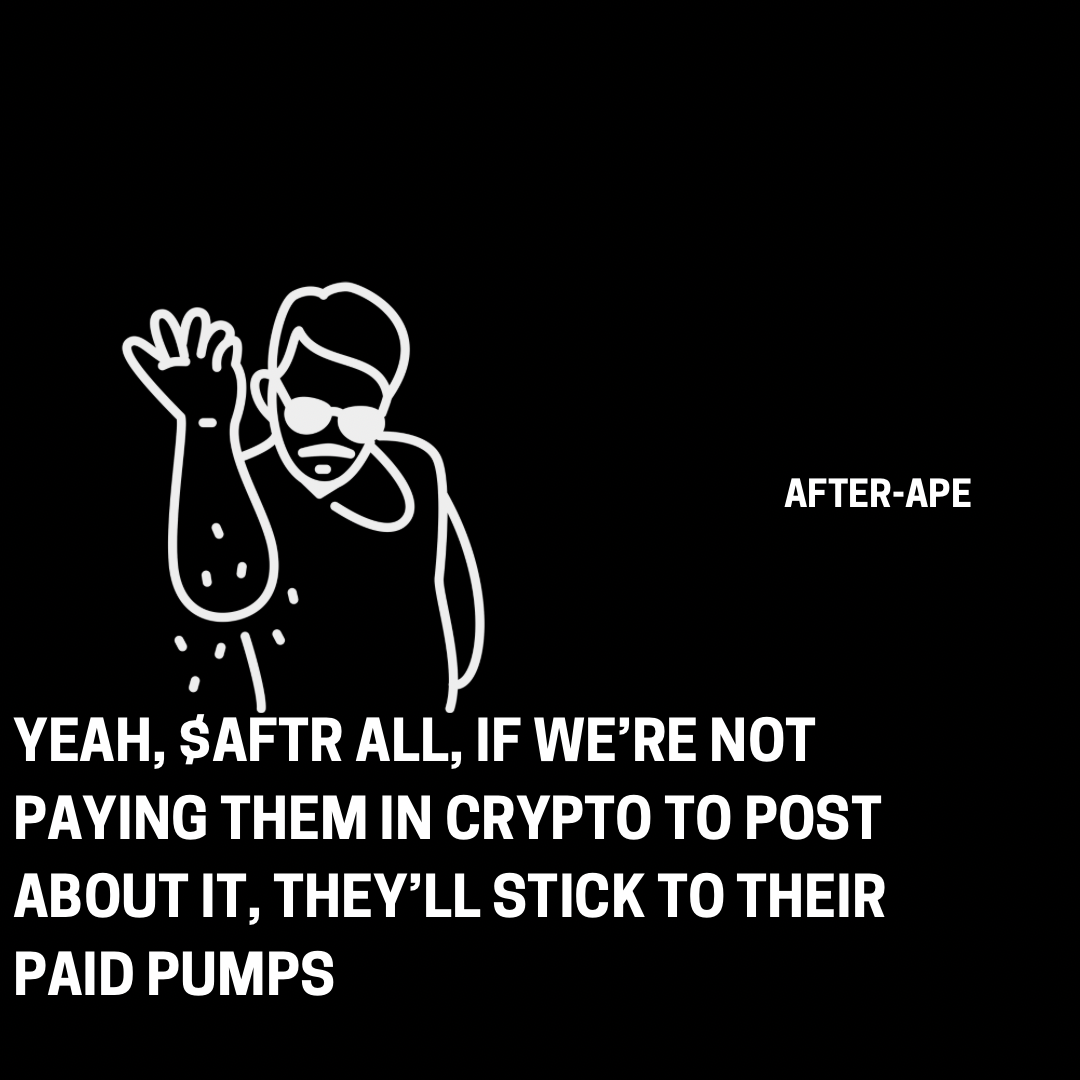 AFTER-APE
YEAH, $AFTR ALL, IF WE’RE NOT
PAYING THEM IN CRYPTO TO POST
ABOUT IT, THEY’LL STICK TO THEIR
PAID PUMPS